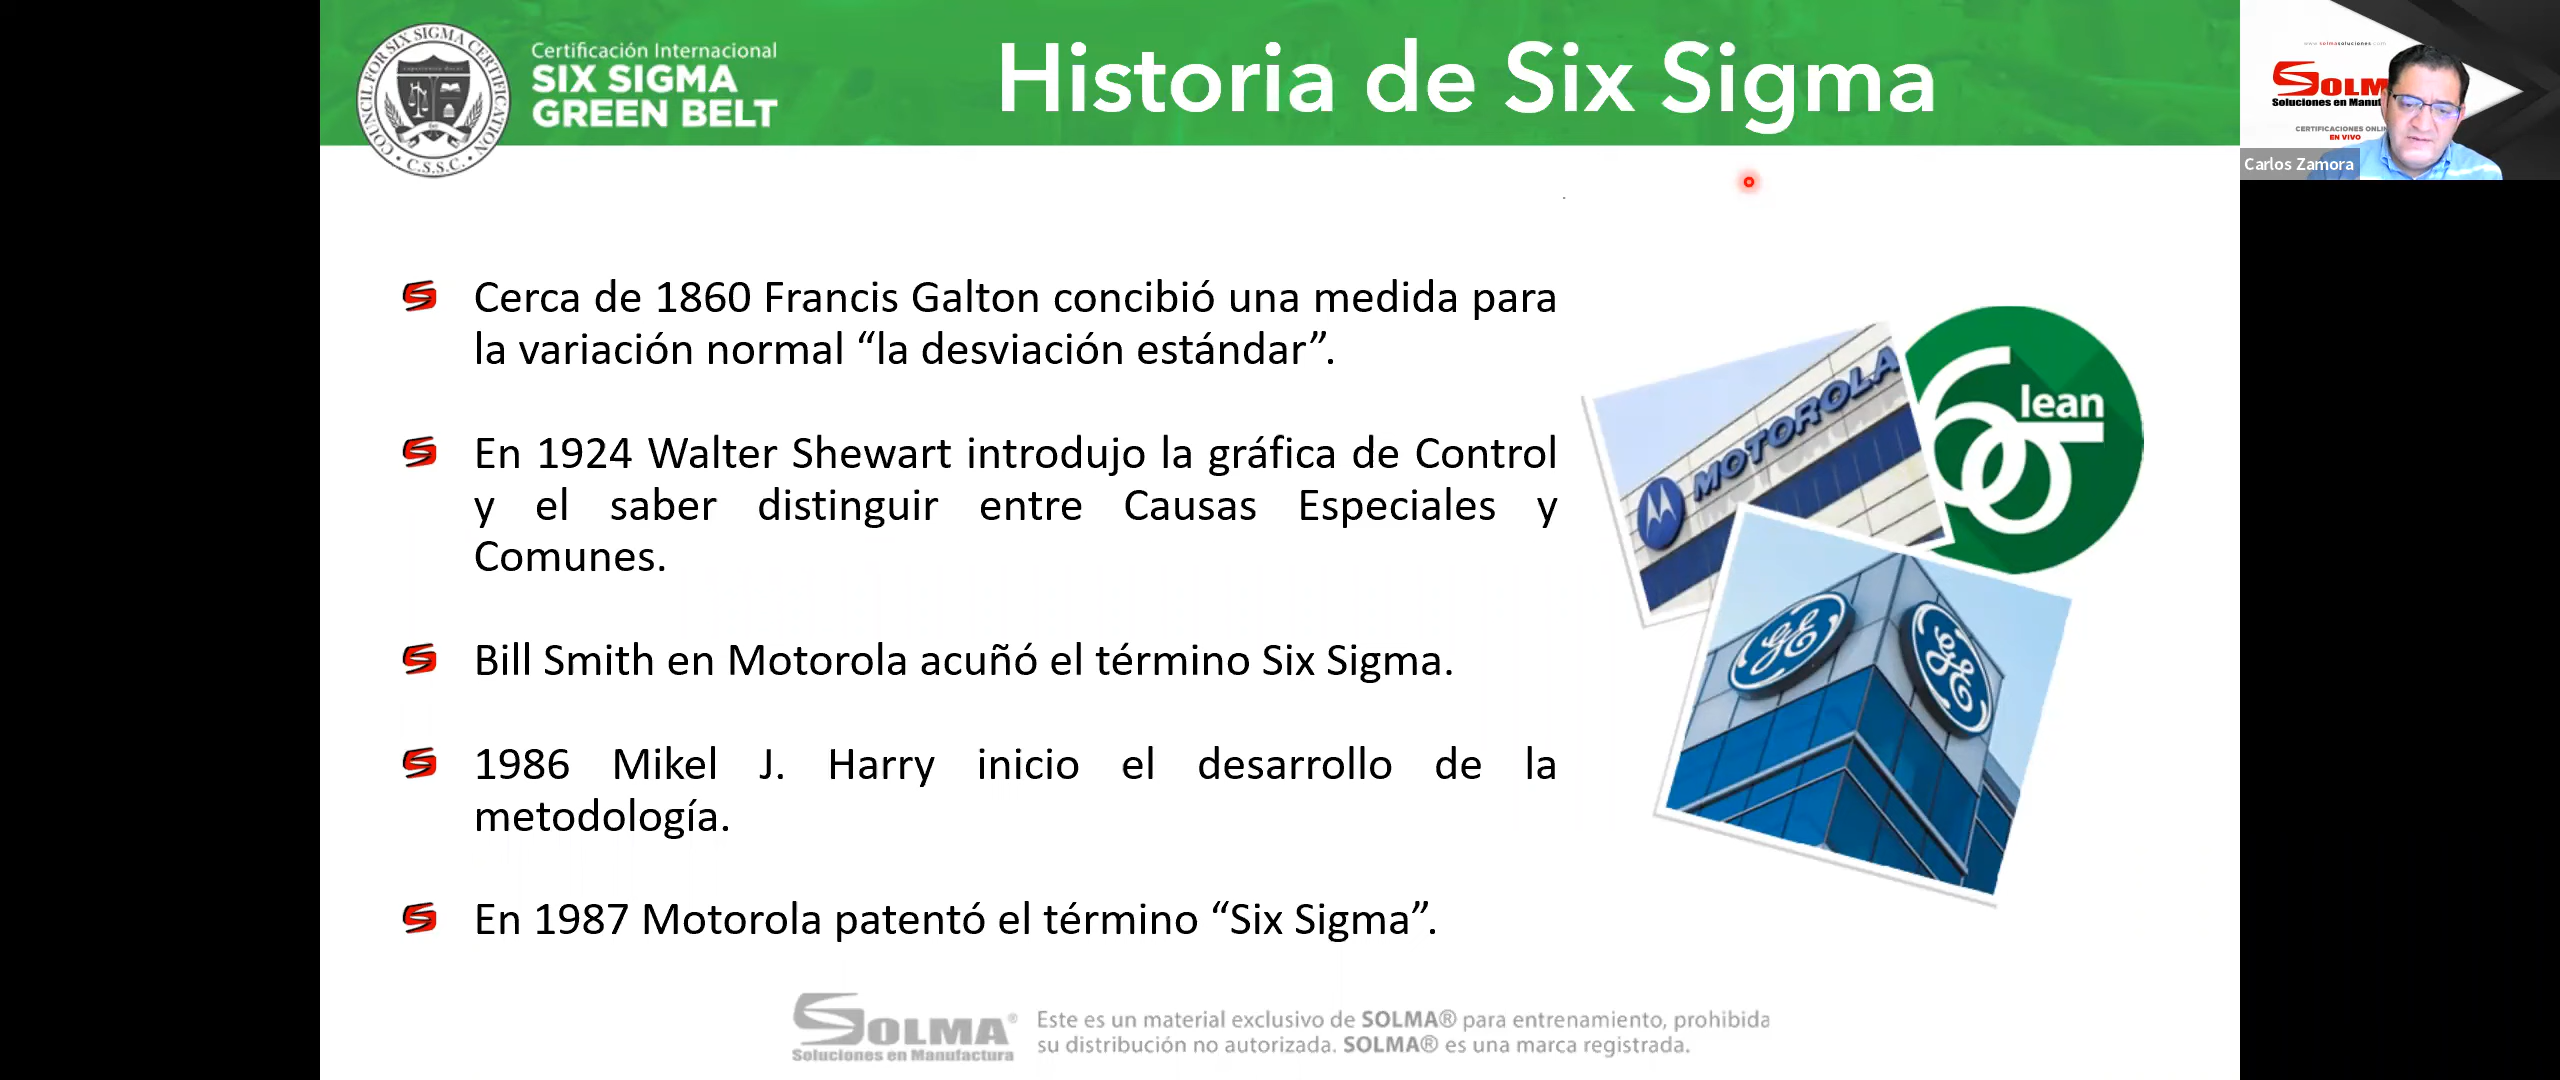 COUNCIL FOR SIX SIGMA CERTIFICATION
C.S.S.C.
Certificación Internacional
SIX SIGMA
GREEN BELT
Historia de Six Sigma
www.solmasoluciones.com
SOLM
Soluciones en Manuf
CERTIFICACIONES ONLIN
EN VIVO
Carlos Zamora
Cerca de 1860 Francis Galton concibió una medida para
la variación normal “la desviación estándar”.
En 1924 Walter Shewart introdujo la gráfica de Control
y el saber distinguir entre Causas Especiales y
Comunes.
Bill Smith en Motorola acuñó el término Six Sigma.
1986 Mikel J. Harry inicio el desarrollo de la
metodología.
En 1987 Motorola patentó el término “Six Sigma”.
MOTOROLA
6σ lean
GE
GE
SOLMA®
Soluciones en Manufactura
Este es un material exclusivo de SOLMA® para entrenamiento, prohibida
su distribución no autorizada. SOLMA® es una marca registrada.